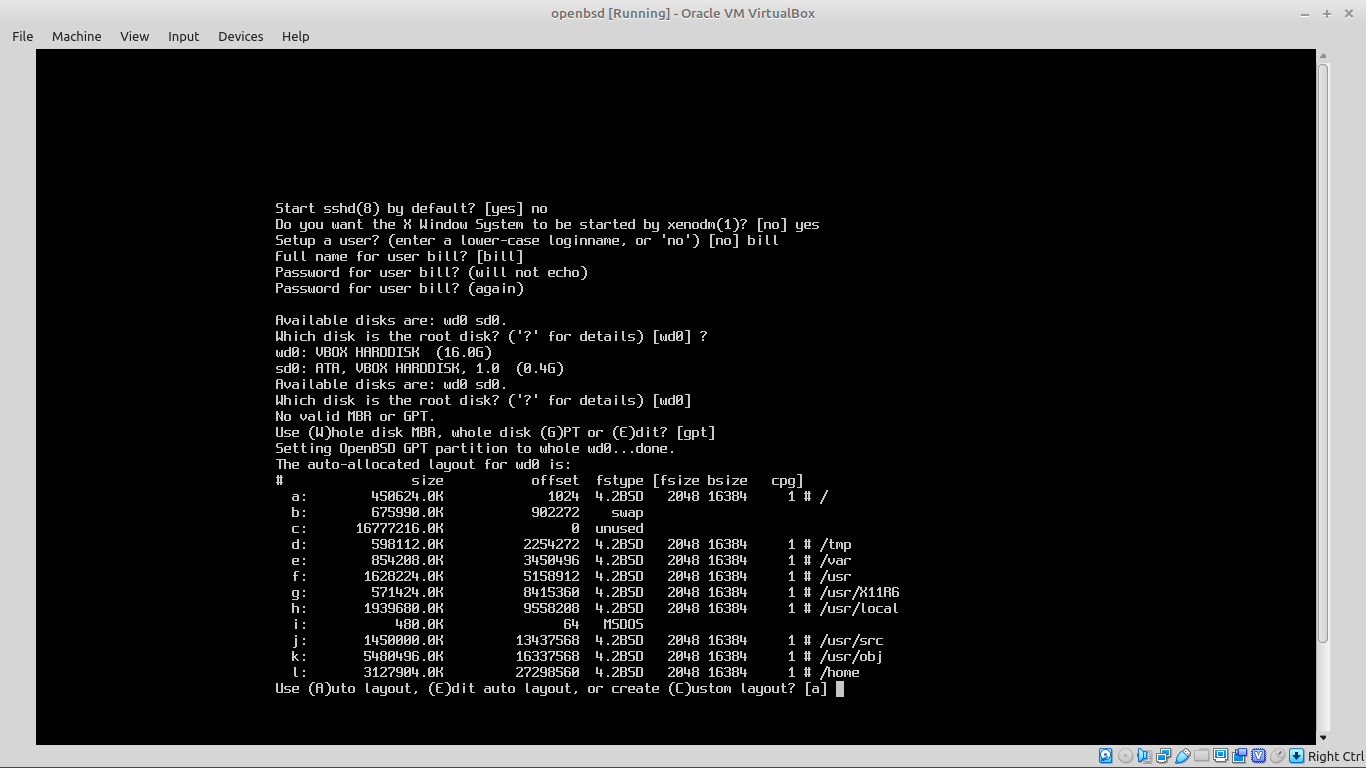 openbsd [Running] - Oracle VM VirtualBox
File Machine View Input Devices Help
Start sshd(8) by default? [yes] no
Do you want the X Window System to be started by xenodm(1)? [no] yes
Setup a user? (enter a lower-case loginname, or 'no') [no] bill
Full name for user bill? [bill]
Password for user bill? (will not echo)
Password for user bill? (again)
Available disks are: wd0 sd0.
Which disk is the root disk? ('?' for details) [wd0] ?
wd0: VBOX HARDDISK  (16.0G)
sd0: ATA, VBOX HARDDISK, 1.0  (0.4G)
Available disks are: wd0 sd0.
Which disk is the root disk? ('?' for details) [wd0]
No valid MBR or GPT.
Use (W)hole disk MBR, whole disk (G)PT or (E)dit? [gpt]
Setting OpenBSD GPT partition to whole wd0...done.
The auto-allocated layout for wd0 is:
#                size           offset  fstype [fsize bsize   cpg]
  a:        450624.0K             1024  4.2BSD   2048 16384     1 # /
  b:        675990.0K           902272    swap
  c:      16777216.0K                0  unused
  d:        598112.0K          2254272  4.2BSD   2048 16384     1 # /tmp
  e:        854208.0K          3450496  4.2BSD   2048 16384     1 # /var
  f:       1628224.0K          5158912  4.2BSD   2048 16384     1 # /usr
  g:        571424.0K          8415360  4.2BSD   2048 16384     1 # /usr/X11R6
  h:       1939680.0K          9558208  4.2BSD   2048 16384     1 # /usr/local
  i:           480.0K               64   MSDOS
  j:       1450000.0K         13437568  4.2BSD   2048 16384     1 # /usr/src
  k:       5480496.0K         16337568  4.2BSD   2048 16384     1 # /usr/obj
  l:       3127904.0K         27298560  4.2BSD   2048 16384     1 # /home
Use (A)uto layout, (E)dit auto layout, or create (C)ustom layout? [a]
Right Ctrl